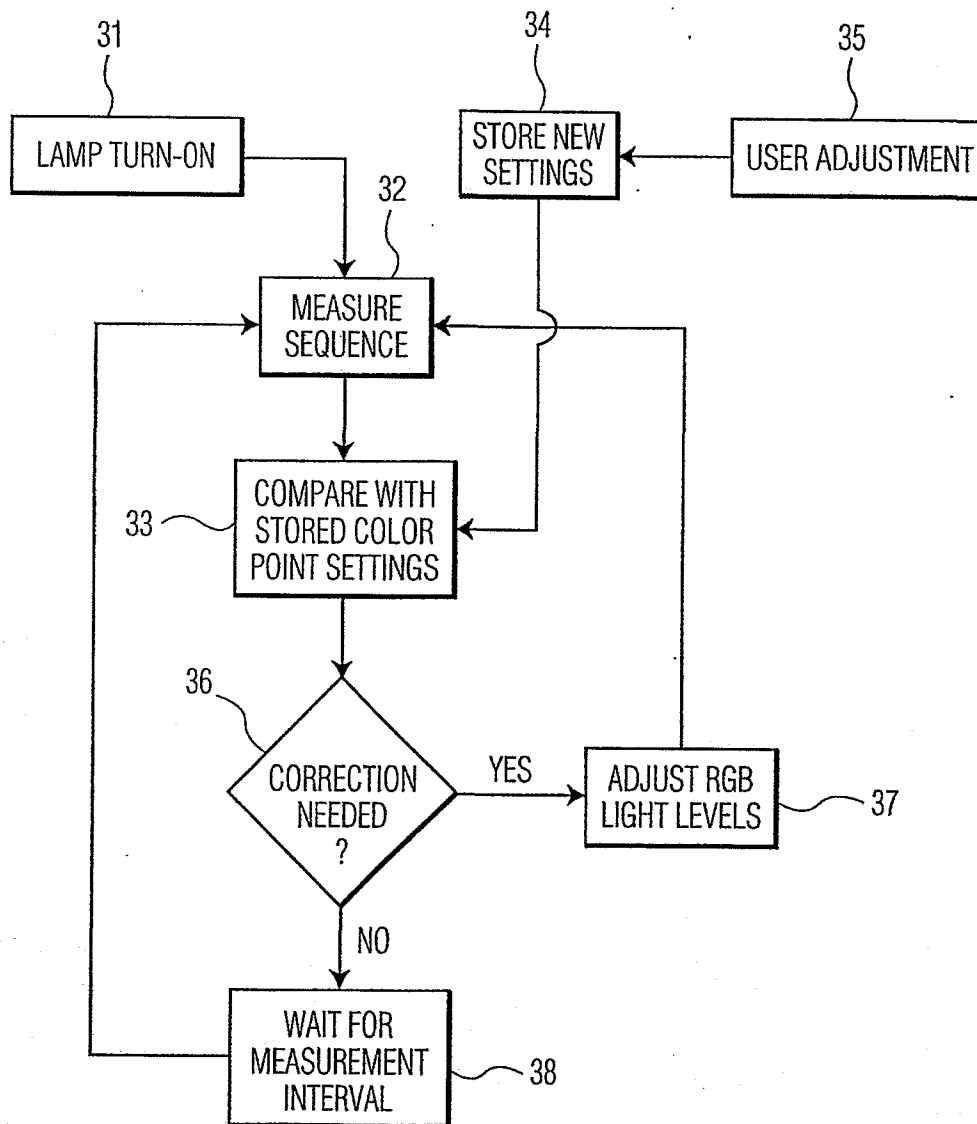 31
34
35
LAMP TURN-ON
STORE NEW
SETTINGS
USER ADJUSTMENT
32
MEASURE
SEQUENCE
33
COMPARE WITH
STORED COLOR
POINT SETTINGS
36
CORRECTION
NEEDED
?
YES
ADJUST RGB
LIGHT LEVELS
37
NO
WAIT FOR
MEASUREMENT
INTERVAL
38